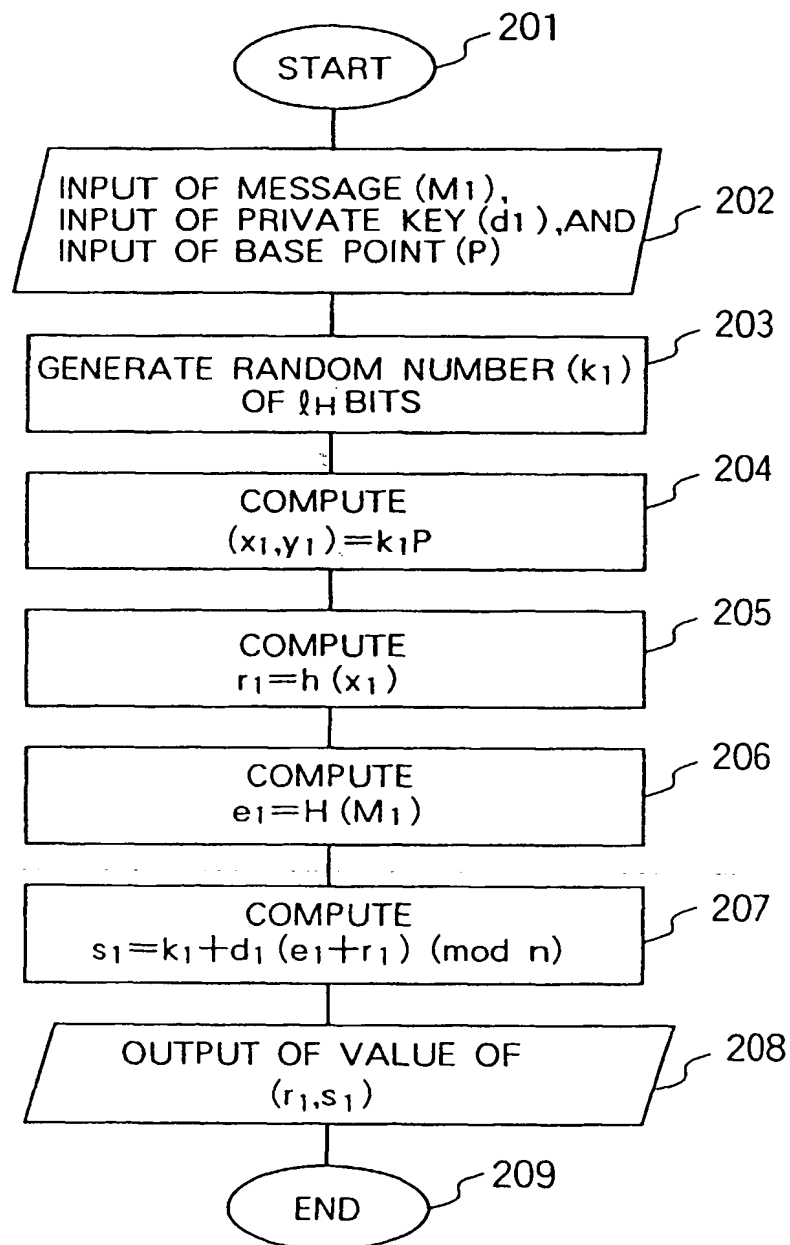 201
START
INPUT OF MESSAGE (M1),
INPUT OF PRIVATE KEY (d1), AND
INPUT OF BASE POINT (P)
202
203
GENERATE RANDOM NUMBER (k1)
OF ℓH BITS
204
COMPUTE
(x1,y1)=k1P
205
COMPUTE
r1=h(x1)
206
COMPUTE
e1=H(M1)
207
COMPUTE
s1=k1+d1(e1+r1) (mod n)
208
OUTPUT OF VALUE OF
(r1,s1)
209
END